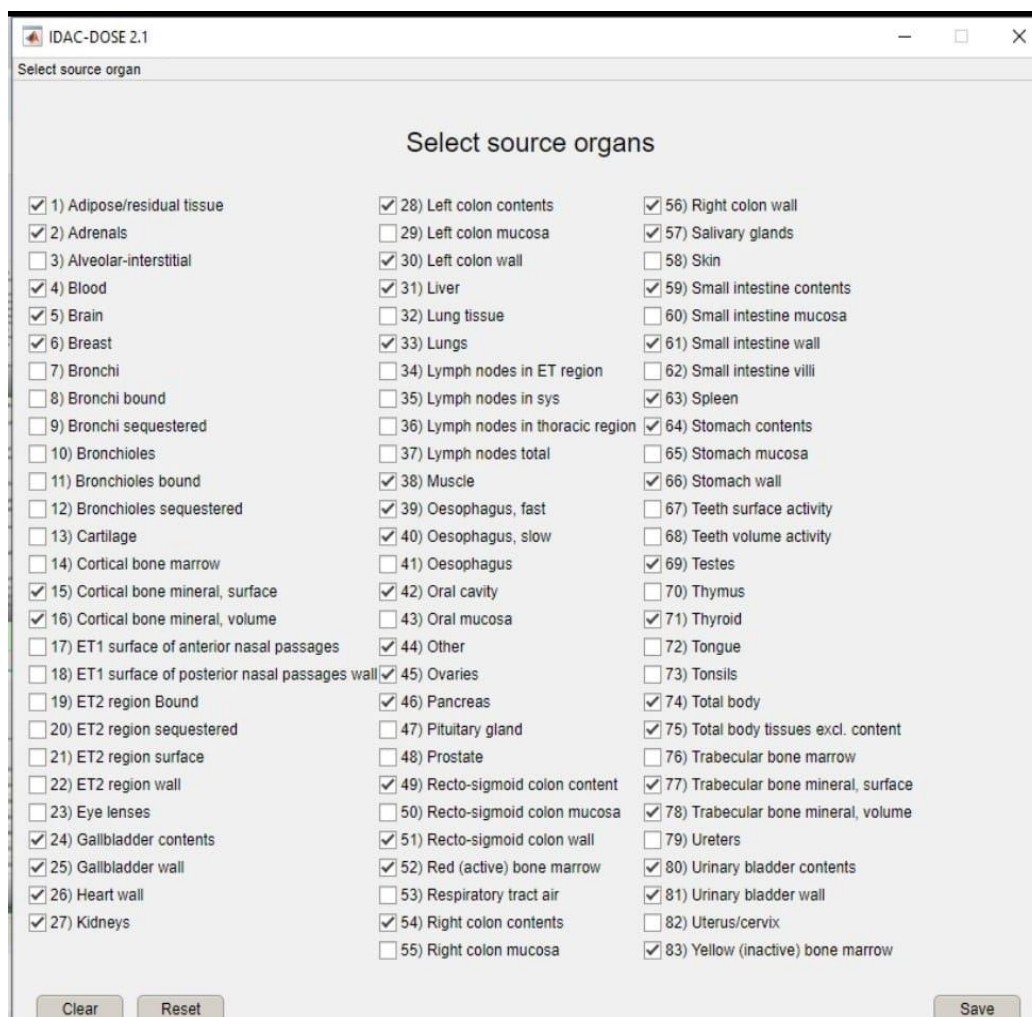 IDAC-DOSE 2.1
Select source organ
Select source organs
1) Adipose/residual tissue
2) Adrenals
3) Alveolar-interstitial
4) Blood
5) Brain
6) Breast
7) Bronchi
8) Bronchi bound
9) Bronchi sequestered
10) Bronchioles
11) Bronchioles bound
12) Bronchioles sequestered
13) Cartilage
14) Cortical bone marrow
15) Cortical bone mineral, surface
16) Cortical bone mineral, volume
17) ET1 surface of anterior nasal passages
18) ET1 surface of posterior nasal passages wall
19) ET2 region Bound
20) ET2 region sequestered
21) ET2 region surface
22) ET2 region wall
23) Eye lenses
24) Gallbladder contents
25) Gallbladder wall
26) Heart wall
27) Kidneys
28) Left colon contents
29) Left colon mucosa
30) Left colon wall
31) Liver
32) Lung tissue
33) Lungs
34) Lymph nodes in ET region
35) Lymph nodes in sys
36) Lymph nodes in thoracic region
37) Lymph nodes total
38) Muscle
39) Oesophagus, fast
40) Oesophagus, slow
41) Oesophagus
42) Oral cavity
43) Oral mucosa
44) Other
45) Ovaries
46) Pancreas
47) Pituitary gland
48) Prostate
49) Recto-sigmoid colon content
50) Recto-sigmoid colon mucosa
51) Recto-sigmoid colon wall
52) Red (active) bone marrow
53) Respiratory tract air
54) Right colon contents
55) Right colon mucosa
56) Right colon wall
57) Salivary glands
58) Skin
59) Small intestine contents
60) Small intestine mucosa
61) Small intestine wall
62) Small intestine villi
63) Spleen
64) Stomach contents
65) Stomach mucosa
66) Stomach wall
67) Teeth surface activity
68) Teeth volume activity
69) Testes
70) Thymus
71) Thyroid
72) Tongue
73) Tonsils
74) Total body
75) Total body tissues excl. content
76) Trabecular bone marrow
77) Trabecular bone mineral, surface
78) Trabecular bone mineral, volume
79) Ureters
80) Urinary bladder contents
81) Urinary bladder wall
82) Uterus/cervix
83) Yellow (inactive) bone marrow
Clear
Reset
Save